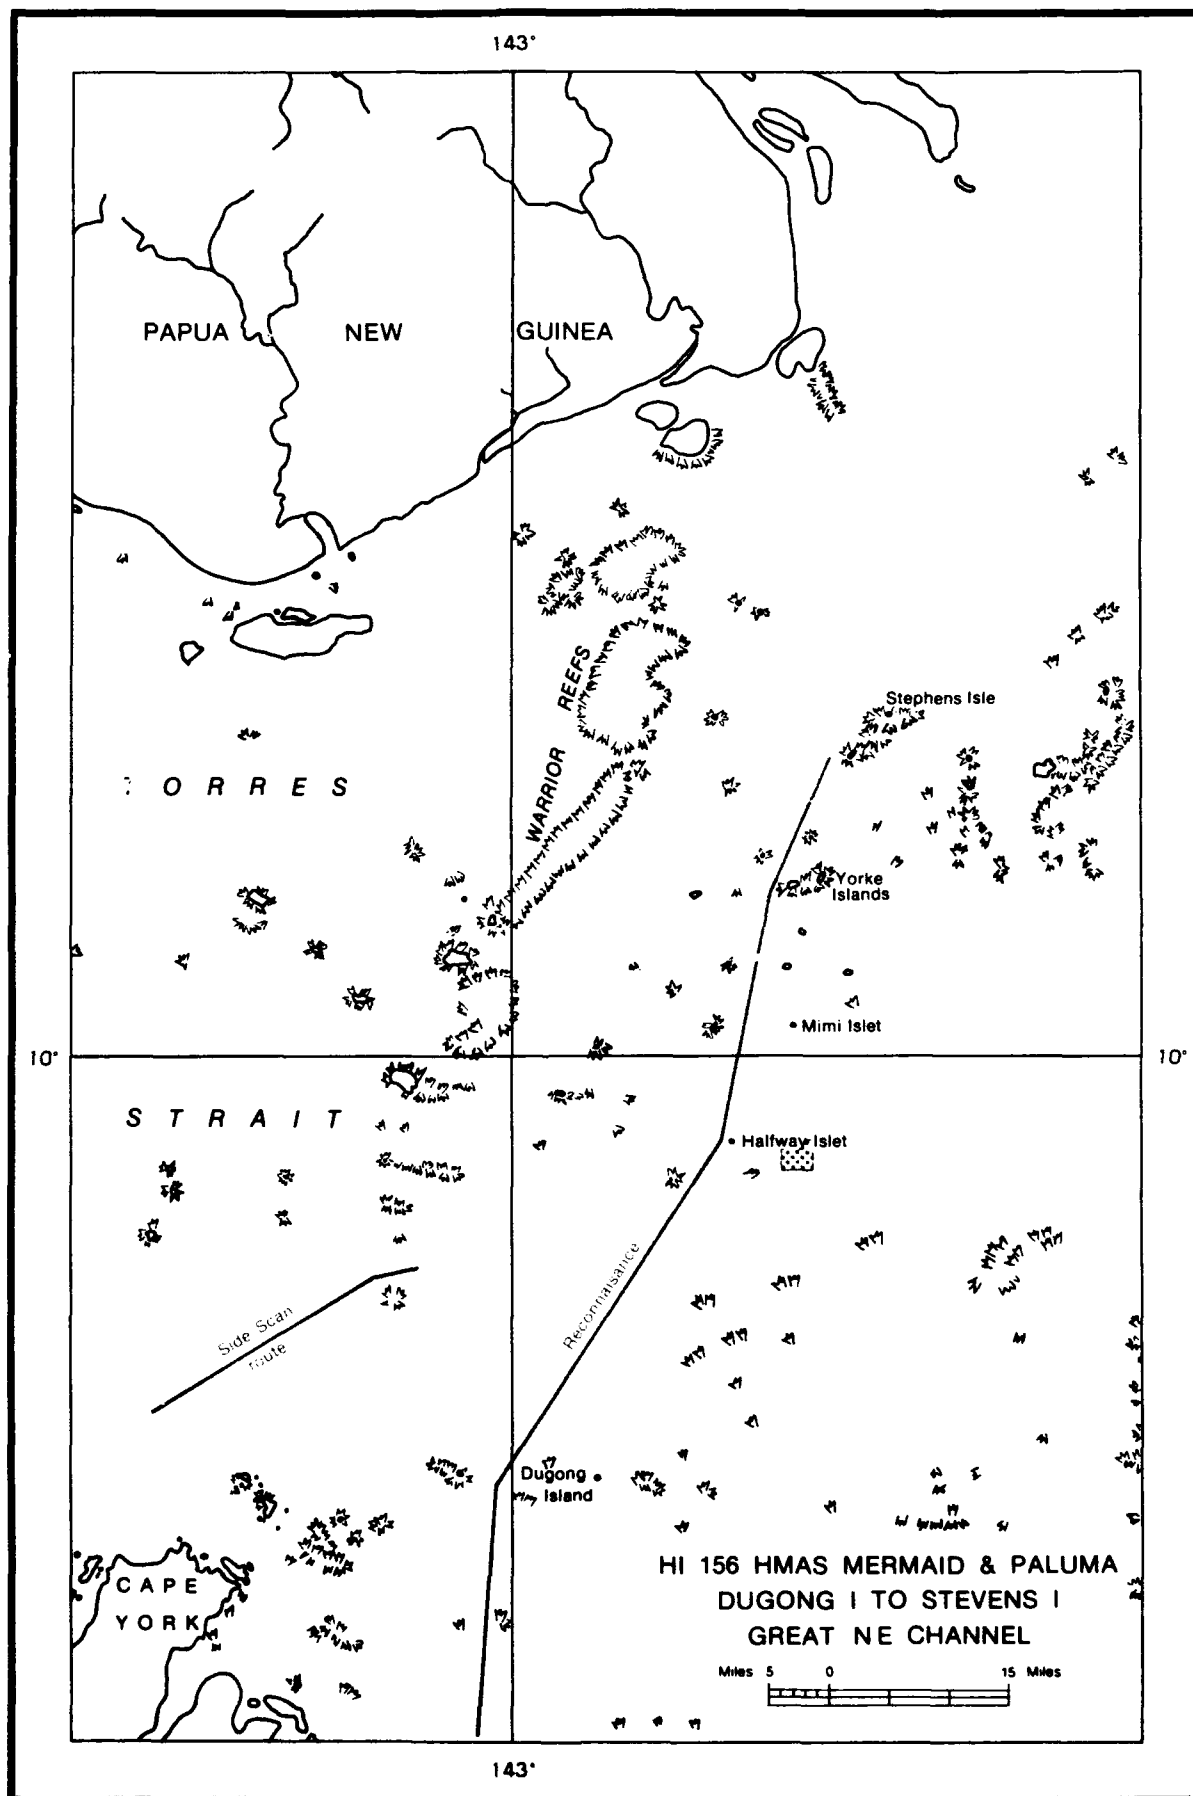 143°
PAPUA NEW GUINEA
WARRIOR REEFS
Stephens Isle
ORRES
Yorke
Islands
Mimi Islet
10° 10°
STRAIT
Halfway Islet
Reconnaisance
Side Scan
route
Dugong
Island
CAPE
YORK
HI 156 HMAS MERMAID & PALUMA
DUGONG I TO STEVENS I
GREAT NE CHANNEL
Miles 5 0 15 Miles
143°